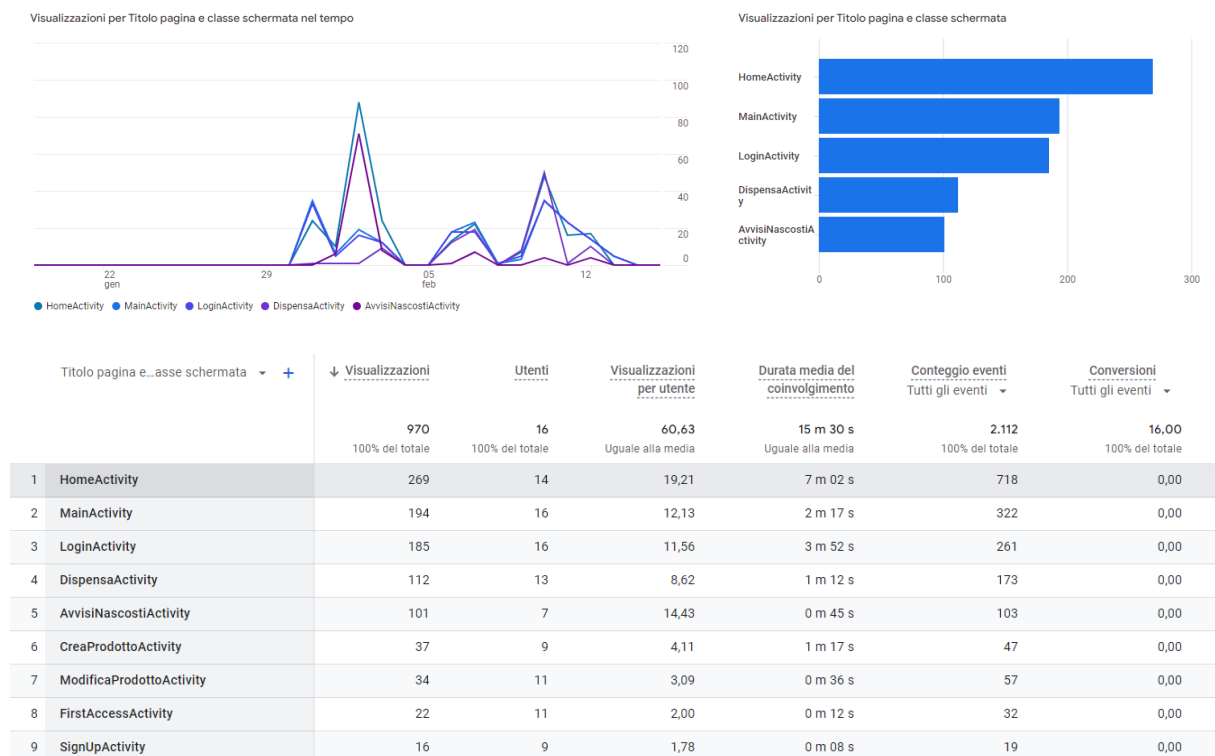 Visualizzazioni per Titolo pagina e classe schermata nel tempo
120
100
80
60
40
20
0
22
gen
29
05
feb
12
HomeActivity MainActivity LoginActivity DispensaActivity AvvisiNascostiActivity
Visualizzazioni per Titolo pagina e classe schermata
HomeActivity
MainActivity
LoginActivity
DispensaActivit
y
AvvisiNascostiA
ctivity
0 100 200 300
Titolo pagina e...asse schermata + ↓ Visualizzazioni Utenti Visualizzazioni per utente Durata media del coinvolgimento Conteggio eventi Conversioni
Tutti gli eventi Tutti gli eventi
970 16 60,63 15 m 30 s 2.112 16,00
100% del totale 100% del totale Uguale alla media Uguale alla media 100% del totale 100% del totale
1 HomeActivity 269 14 19,21 7 m 02 s 718 0,00
2 MainActivity 194 16 12,13 2 m 17 s 322 0,00
3 LoginActivity 185 16 11,56 3 m 52 s 261 0,00
4 DispensaActivity 112 13 8,62 1 m 12 s 173 0,00
5 AvvisiNascostiActivity 101 7 14,43 0 m 45 s 103 0,00
6 CreaProdottoActivity 37 9 4,11 1 m 17 s 47 0,00
7 ModificaProdottoActivity 34 11 3,09 0 m 36 s 57 0,00
8 FirstAccessActivity 22 11 2,00 0 m 12 s 32 0,00
9 SignUpActivity 16 9 1,78 0 m 08 s 19 0,00